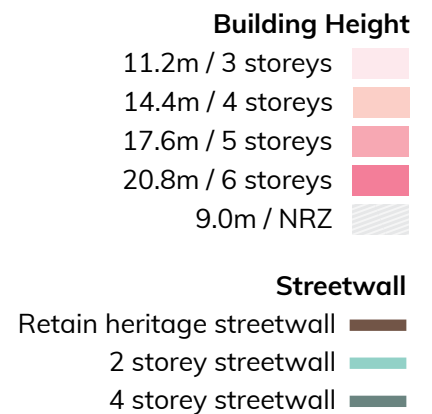 Building Height
11.2m / 3 storeys
14.4m / 4 storeys
17.6m / 5 storeys
20.8m / 6 storeys
9.0m / NRZ
Streetwall
Retain heritage streetwall
2 storey streetwall
4 storey streetwall